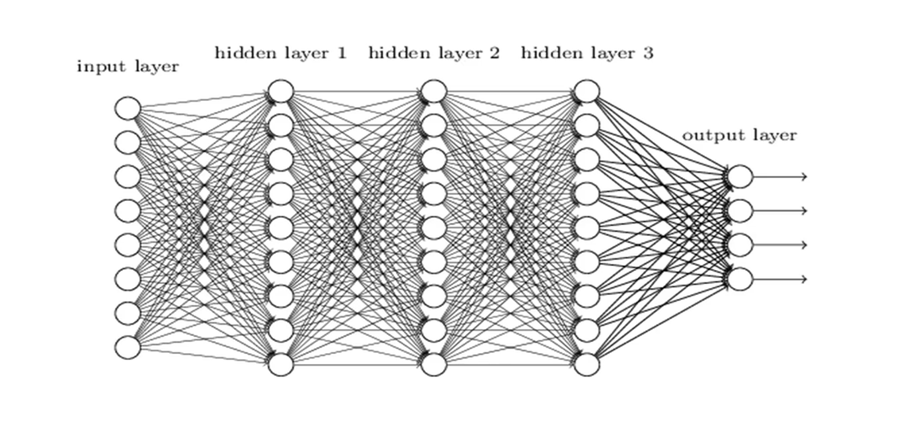 input layer
hidden layer 1
hidden layer 2
hidden layer 3
output layer